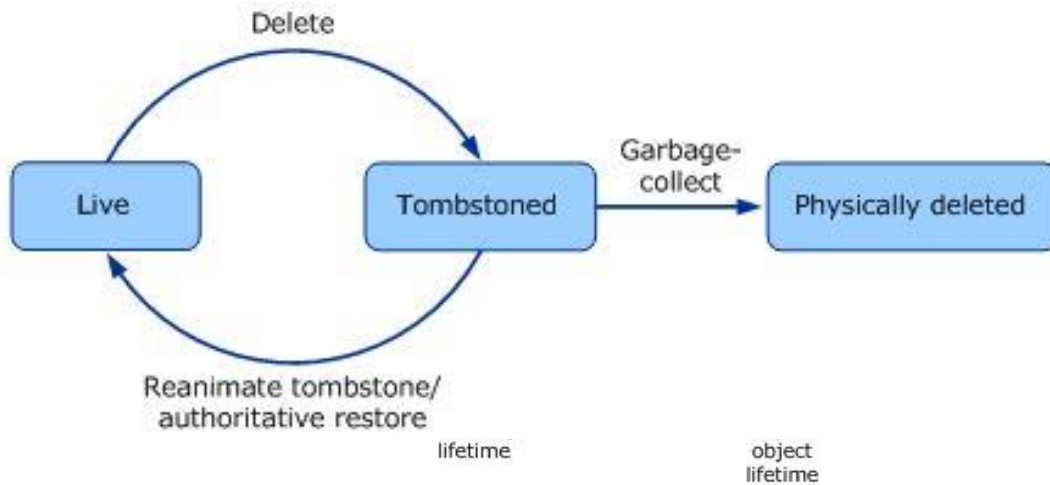 Delete
Live
Tombstoned
Garbage-
collect
Physically deleted
Reanimate tombstone/
authoritative restore
lifetime
object
lifetime